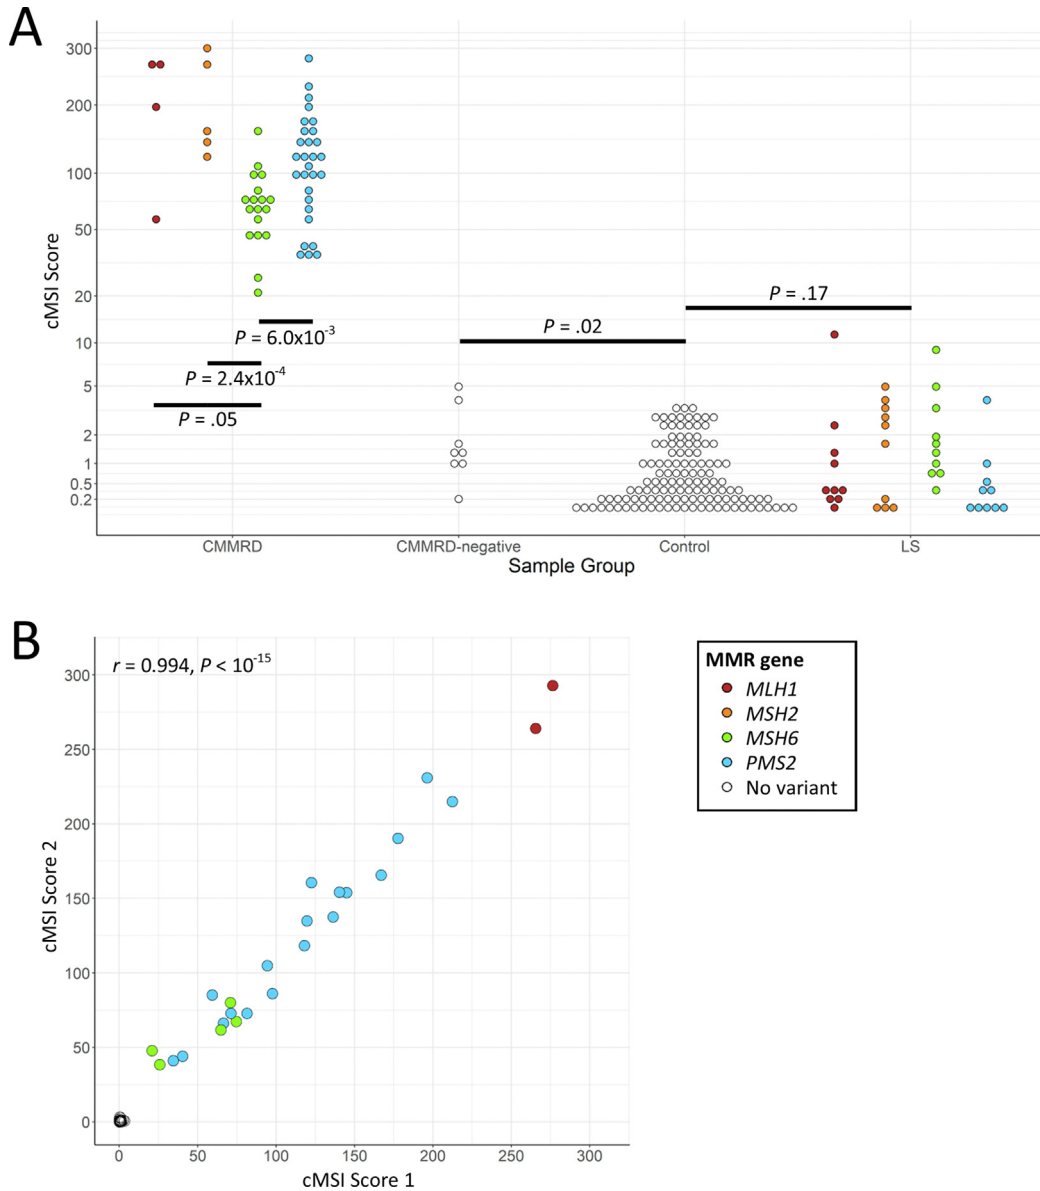 A
300
200
100
50
20
10
5
2
1
0.5
0.2
cMSI Score
P = 6.0x10-3
P = 2.4x10-4
P = .05
P = .02
P = .17
CMMRD
CMMRD-negative
Control
LS
Sample Group
B
r = 0.994, P < 10-15
300
250
200
150
100
50
0
cMSI Score 2
0
50
100
150
200
250
300
cMSI Score 1
MMR gene
MLH1
MSH2
MSH6
PMS2
No variant